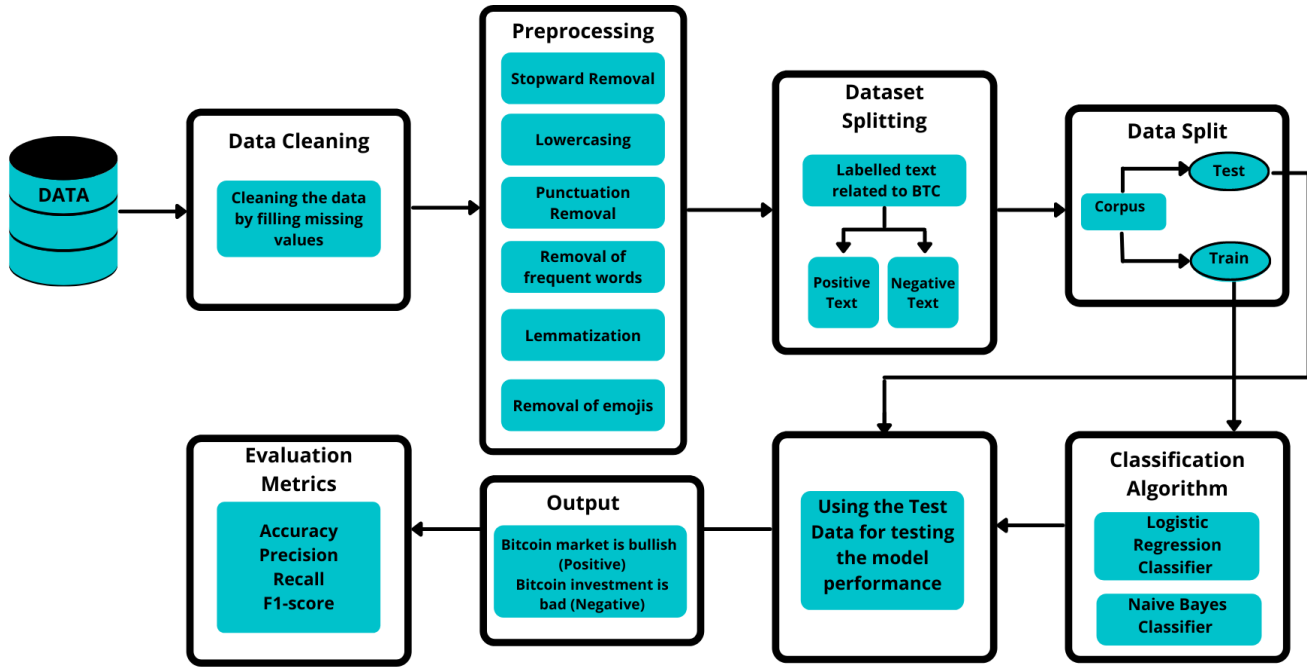 DATA
Data Cleaning
Cleaning the data
by filling missing
values
Preprocessing
Stopward Removal
Lowercasing
Punctuation
Removal
Removal of
frequent words
Lemmatization
Removal of emojis
Dataset
Splitting
Labelled text
related to BTC
Positive
Text
Negative
Text
Data Split
Corpus
Test
Train
Classification
Algorithm
Logistic
Regression
Classifier
Naive Bayes
Classifier
Using the Test
Data for testing
the model
performance
Output
Bitcoin market is bullish
(Positive)
Bitcoin investment is
bad (Negative)
Evaluation
Metrics
Accuracy
Precision
Recall
F1-score